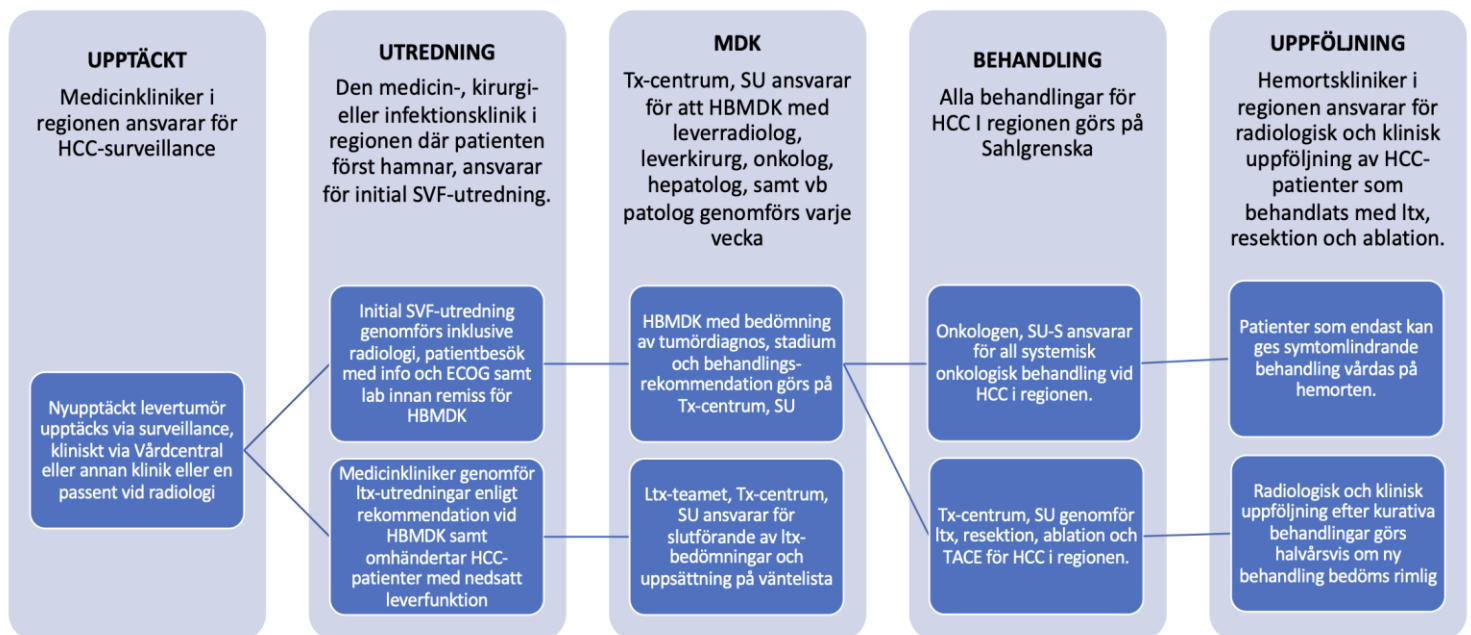 UPPTÄCKT
Medicinkliniker i
regionen ansvarar för
HCC-surveillance
Nyupptäckt levertumör
upptäcks via surveillance,
kliniskt via Vårdcentral
eller annan klinik eller en
passent vid radiologi
UTREDNING
Den medicin-, kirurgi-
eller infektionsklinik i
regionen där patienten
först hamnar, ansvarar
för initial SVF-utredning.
Initial SVF-utredning
genomförs inklusive
radiologi, patientbesök
med info och ECOG samt
lab innan remiss för
HBMDK
Medicinkliniker genomför
ltx-utredningar enligt
rekommendation vid
HBMDK samt
omhändertar HCC-
patienter med nedsatt
leverfunktion
MDK
Tx-centrum, SU ansvarar
för att HBMDK med
leverradiolog,
leverkirurg, onkolog,
hepatolog, samt vb
patolog genomförs varje
vecka
HBMDK med bedömning
av tumördiagnos, stadium
och behandlings-
rekommendation görs på
Tx-centrum, SU
Ltx-teamet, Tx-centrum,
SU ansvarar för
slutförande av ltx-
bedömningar och
uppsättning på väntelista
BEHANDLING
Alla behandlingar för
HCC I regionen görs på
Sahlgrenska
Onkologen, SU-S ansvarar
för all systemisk
onkologisk behandling vid
HCC i regionen.
Tx-centrum, SU genomför
ltx, resektion, ablation och
TACE för HCC i regionen.
UPPFÖLJNING
Hemortskliniker i
regionen ansvarar för
radiologisk och klinisk
uppföljning av HCC-
patienter som
behandlats med ltx,
resektion och ablation.
Patienter som endast kan
ges symtomlindrande
behandling vårdas på
hemorten.
Radiologisk och klinisk
uppföljning efter kurativa
behandlingar görs
halvårsvis om ny
behandling bedöms rimlig